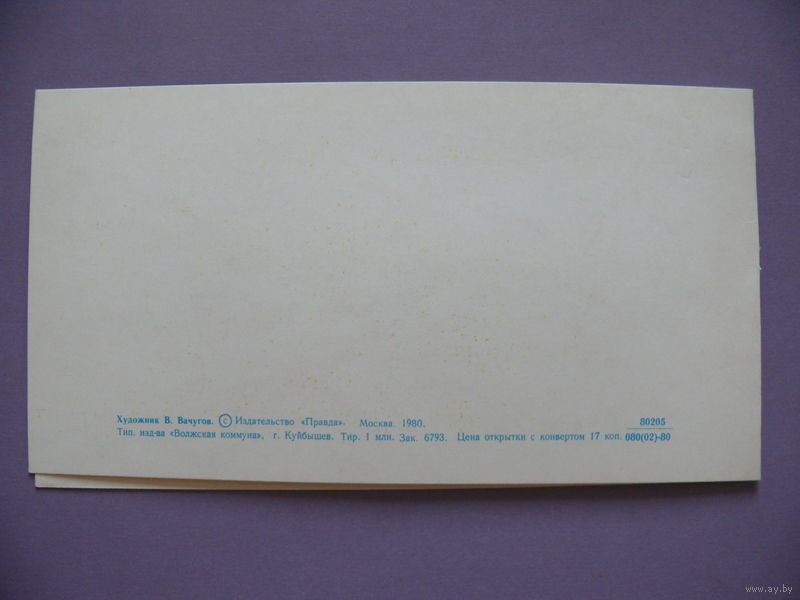 Художник В. Вачугов. © Издательство «Правда». Москва. 1980. 80205
Тип. изд-ва «Волжская коммуна», г. Куйбышев. Тир. 1 млн. Зак. 6793. Цена открытки с конвертом 17 коп. 080(02)-80
www.ay.by